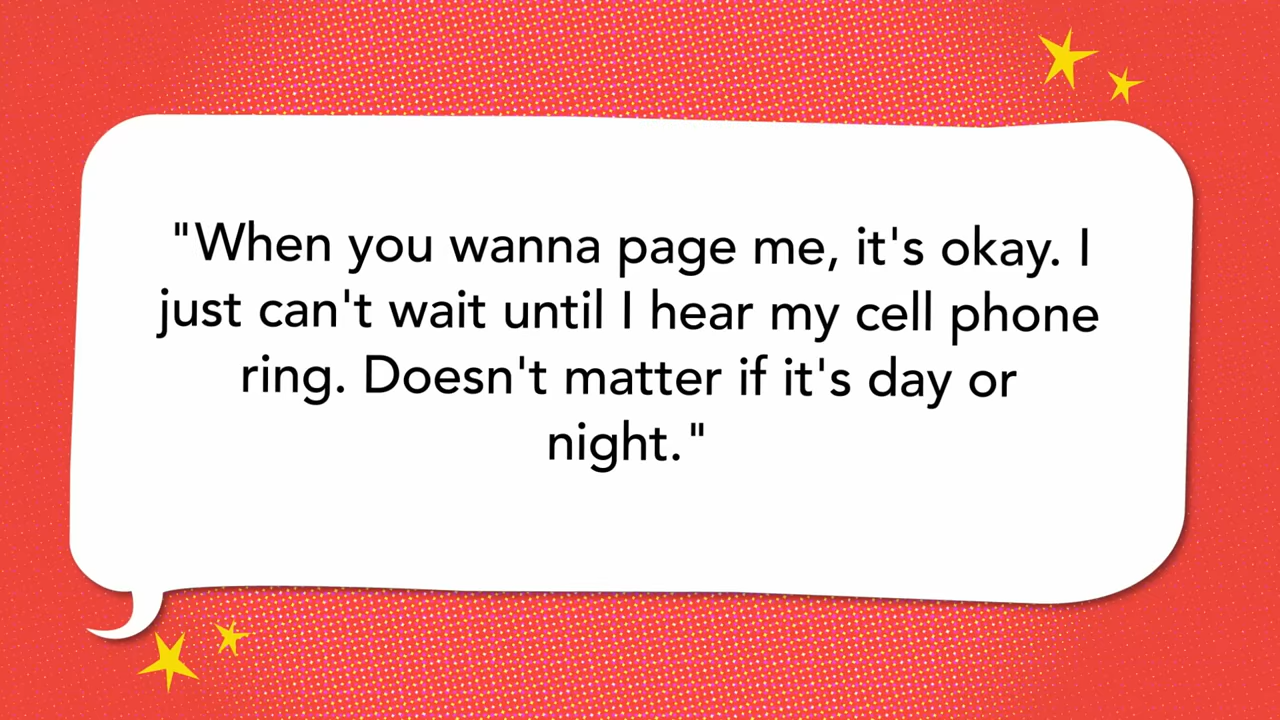 "When you wanna page me, it's okay. I
just can't wait until I hear my cell phone
ring. Doesn't matter if it's day or
night."